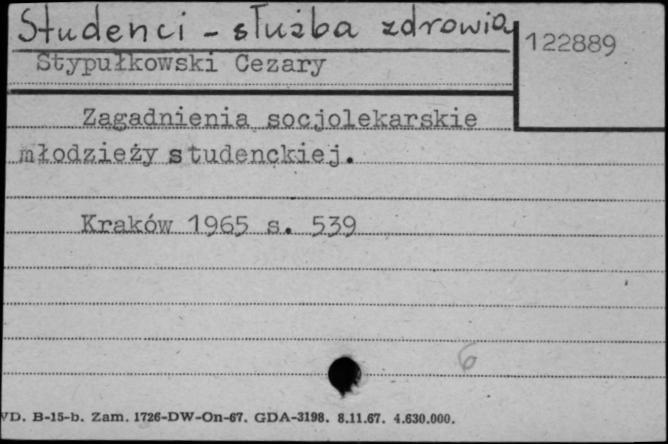 Studenci - służba zdrowia
122889
Stypułkowski Cezary
Zagadnienia socjolekarskie
młodzieży studenckiej.
Kraków 1965 s. 539
6
VD. B-15-b. Zam. 1726-DW-On-67. GDA-3198. 8.11.67. 4.630.000.